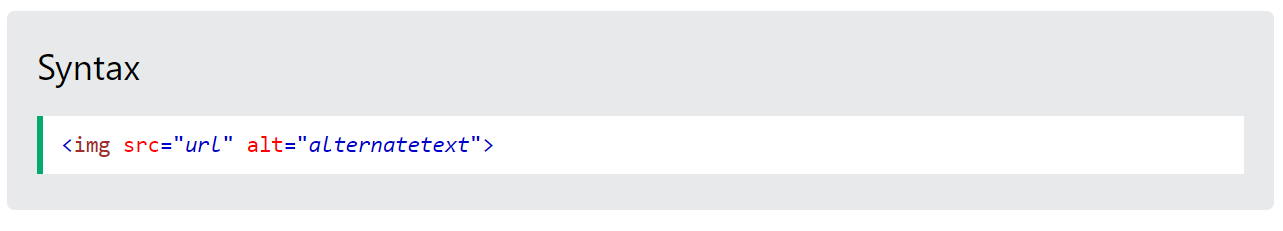 Syntax
<img src="url" alt="alternatetext">